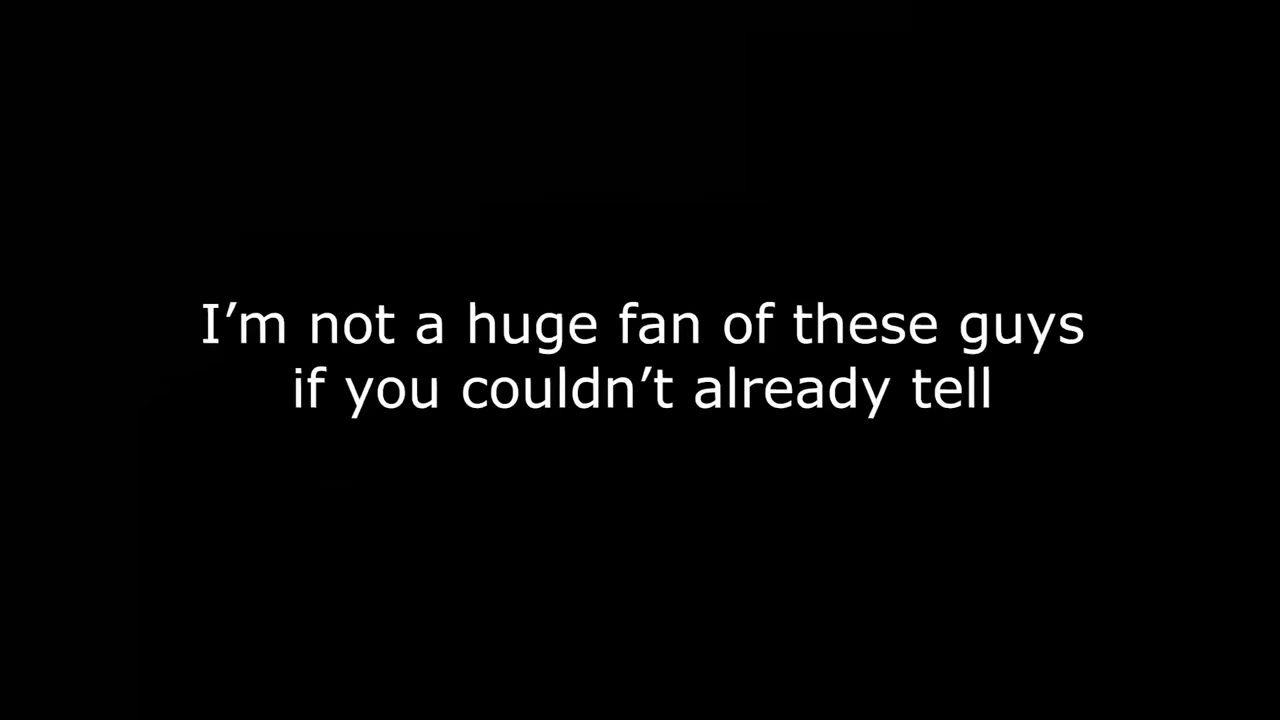 I’m not a huge fan of these guys
if you couldn’t already tell